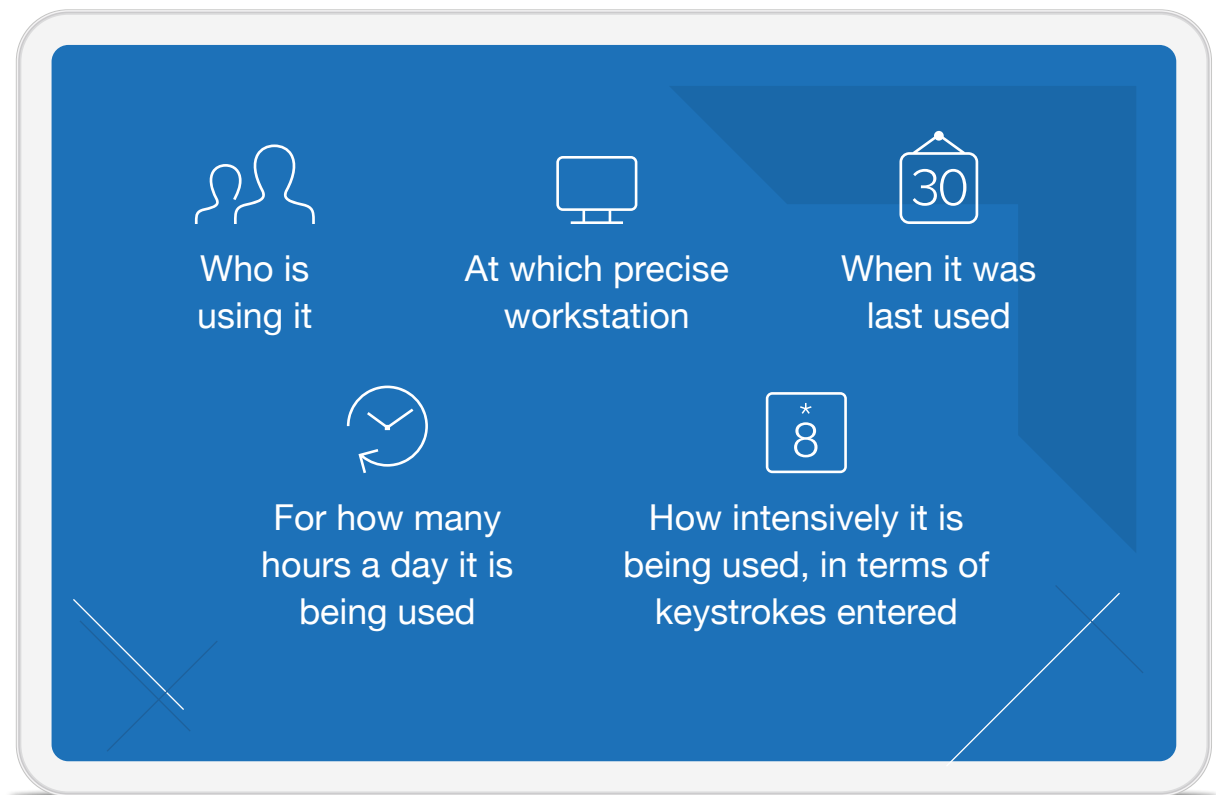 30
Who is
using it
At which precise
workstation
When it was
last used
*
8
For how many
hours a day it is
being used
How intensively it is
being used, in terms of
keystrokes entered